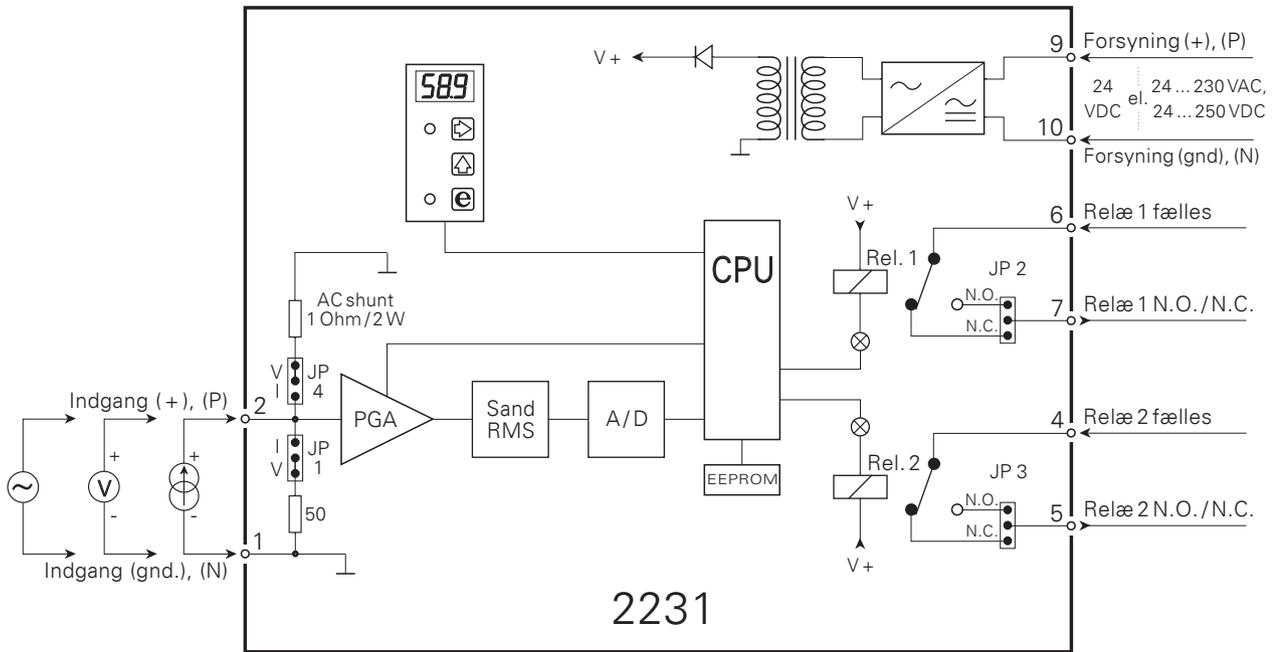 58.9
e
V+
9
Forsyning (+), (P)
24
VDC
el.
24 ... 230 VAC,
24 ... 250 VDC
10
Forsyning (gnd), (N)
V+
6
Relæ 1 fælles
Rel. 1
JP 2
N.O.
N.C.
7
Relæ 1 N.O. / N.C.
CPU
AC shunt
1 Ohm / 2 W
V
I
JP
4
Indgang (+), (P)
2
PGA
Sand
RMS
A/D
EEPROM
I
V
JP
1
50
+
V
-
+
-
1
Indgang (gnd.), (N)
4
Relæ 2 fælles
Rel. 2
JP 3
N.O.
N.C.
5
Relæ 2 N.O. / N.C.
V+
2231